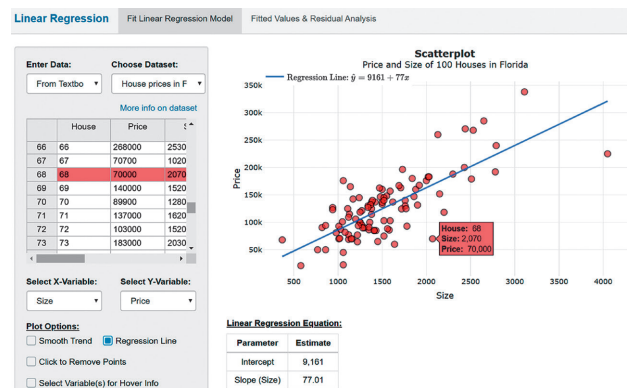 Linear Regression
Fit Linear Regression Model
Fitted Values & Residual Analysis
Enter Data:
Choose Dataset:
From Textbo
House prices in F
More info on dataset
House Price
66 66 268000 2530
67 67 70700 1020
68 68 70000 2070
69 69 140000 1520
70 70 89900 1280
71 71 137000 1620
72 72 103000 1520
73 73 183000 2030
Select X-Variable:
Select Y-Variable:
Size
Price
Plot Options:
Smooth Trend
Regression Line
Click to Remove Points
Select Variable(s) for Hover Info
Scatterplot
Price and Size of 100 Houses in Florida
Regression Line: ŷ = 9161 + 77x
350k
300k
250k
200k
150k
100k
50k
Price
House: 68
Size: 2,070
Price: 70,000
500 1000 1500 2000 2500 3000 3500 4000
Size
Linear Regression Equation:
Parameter Estimate
Intercept 9,161
Slope (Size) 77.01